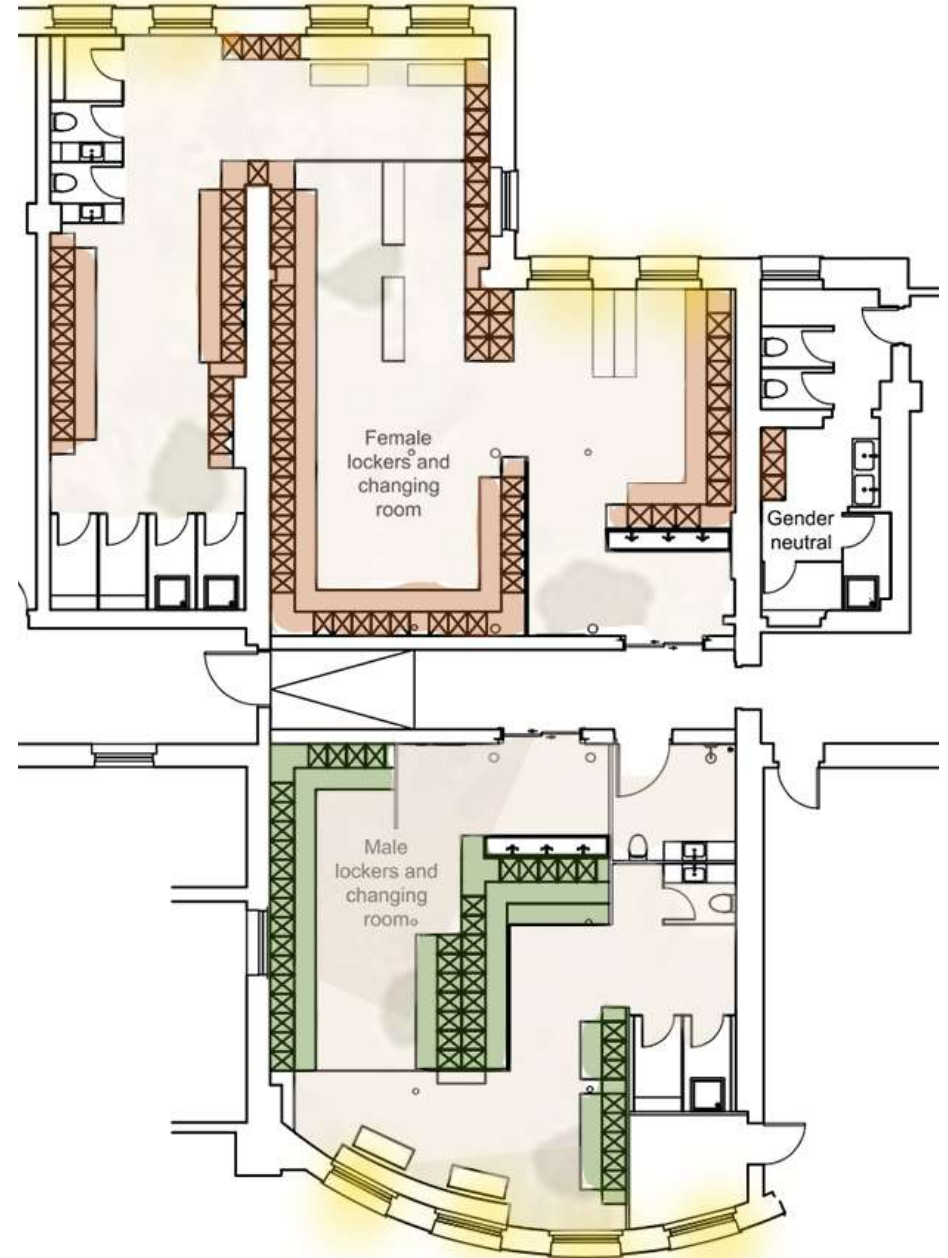 Female
lockers and
changing
room
Gender
neutral
Male
lockers and
changing
room